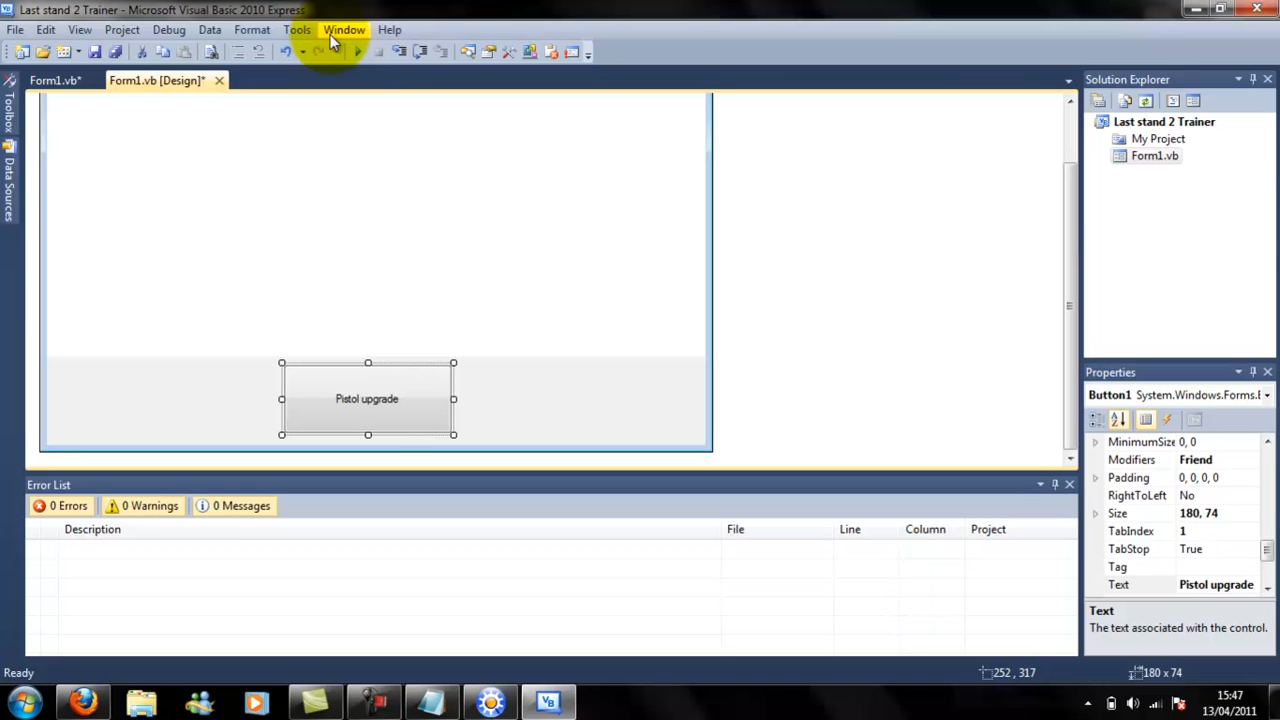 Last stand 2 Trainer - Microsoft Visual Basic 2010 Express
File Edit View Project Debug Data Format Tools Window Help
Form1.vb* Form1.vb [Design]*
Toolbox
Data Sources
Pistol upgrade
Solution Explorer
Last stand 2 Trainer
My Project
Form1.vb
Properties
Button1 System.Windows.Forms.
MinimumSize 0, 0
Modifiers Friend
Padding 0, 0, 0, 0
RightToLeft No
Size 180, 74
TabIndex 1
TabStop True
Tag
Text Pistol upgrade
Text
The text associated with the control.
Error List
0 Errors 0 Warnings 0 Messages
Description File Line Column Project
Ready 252, 317 180 x 74
VB
15:47
13/04/2011